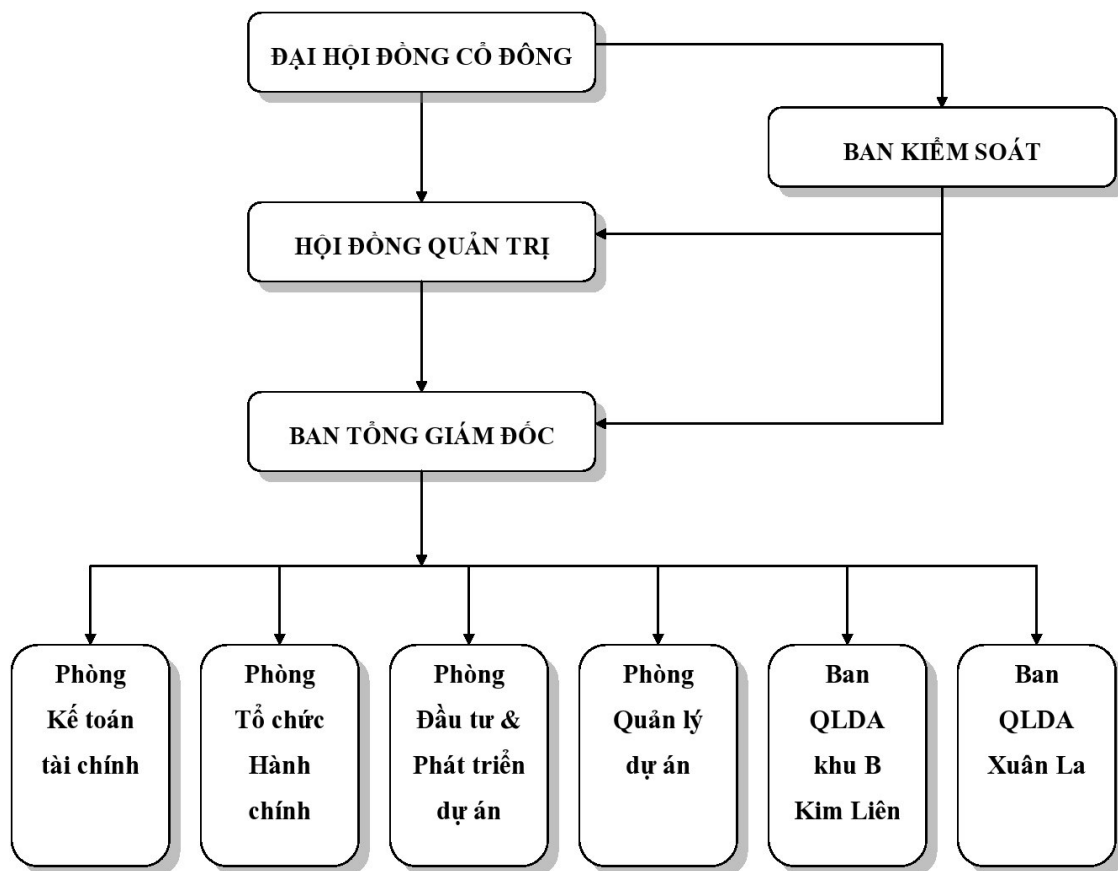 ĐẠI HỘI ĐỒNG CỔ ĐÔNG
BAN KIỂM SOÁT
HỘI ĐỒNG QUẢN TRỊ
BAN TỔNG GIÁM ĐỐC
Phòng
Kế toán
tài chính
Phòng
Tổ chức
Hành
chính
Phòng
Đầu tư &
Phát triển
dự án
Phòng
Quản lý
dự án
Ban
QLDA
khu B
Kim Liên
Ban
QLDA
Xuân La